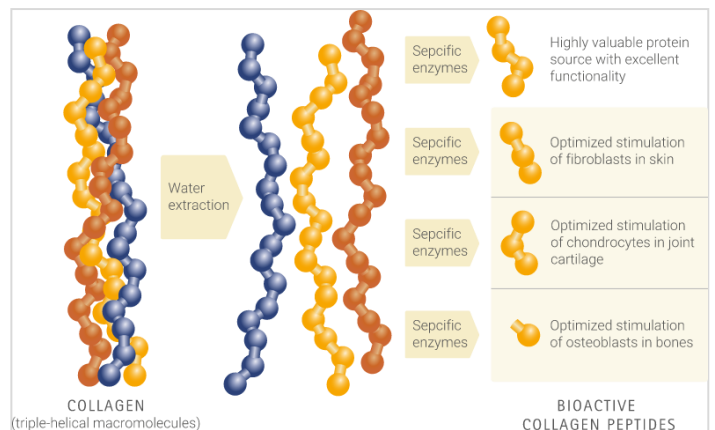 Sepcific
enzymes
Highly valuable protein
source with excellent
functionality
Sepcific
enzymes
Optimized stimulation
of fibroblasts in skin
Water
extraction
Sepcific
enzymes
Optimized stimulation
of chondrocytes in joint
cartilage
Sepcific
enzymes
Optimized stimulation
of osteoblasts in bones
COLLAGEN
(triple-helical macromolecules)
BIOACTIVE
COLLAGEN PEPTIDES